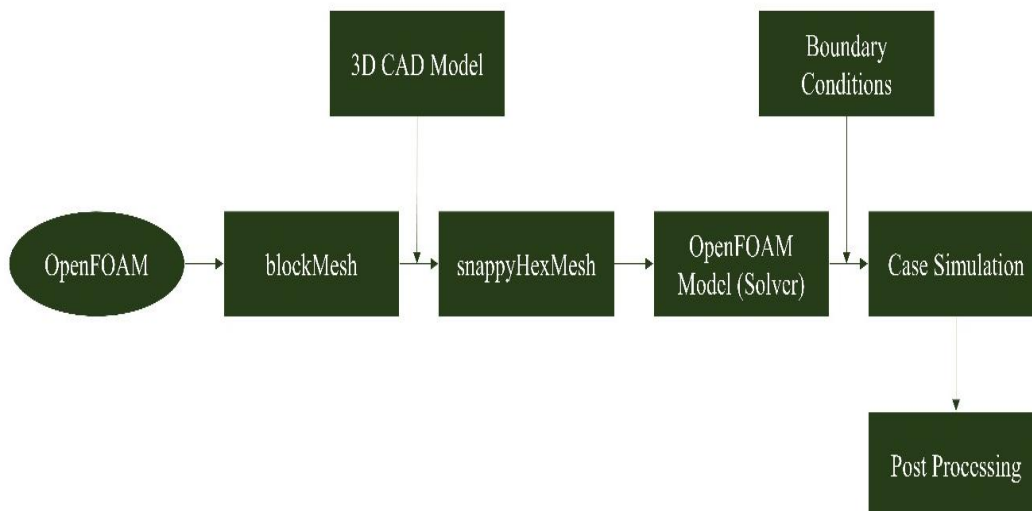 3D CAD Model
Boundary
Conditions
OpenFOAM
blockMesh
snappyHexMesh
OpenFOAM
Model (Solver)
Case Simulation
Post Processing